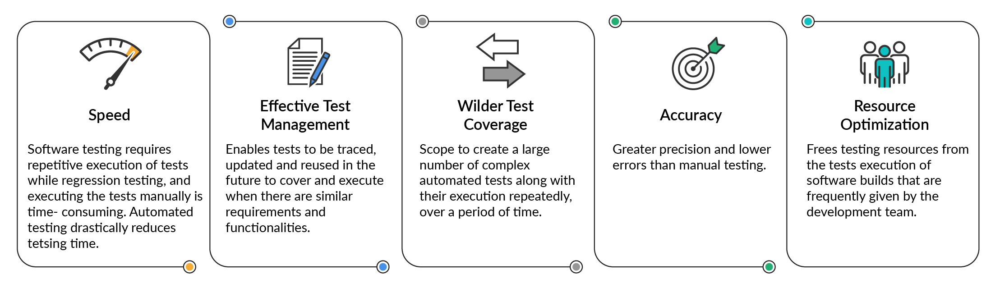 Speed
Software testing requires
repetitive execution of tests
while regression testing, and
executing the tests manually is
time- consuming. Automated
testing drastically reduces
tetsing time.
Effective Test
Management
Enables tests to be traced,
updated and reused in the
future to cover and execute
when there are similar
requirements and
functionalities.
Wilder Test
Coverage
Scope to create a large
number of complex
automated tests along with
their execution repeatedly,
over a period of time.
Accuracy
Greater precision and lower
errors than manual testing.
Resource
Optimization
Frees testing resources from
the tests execution of
software builds that are
frequently given by the
development team.